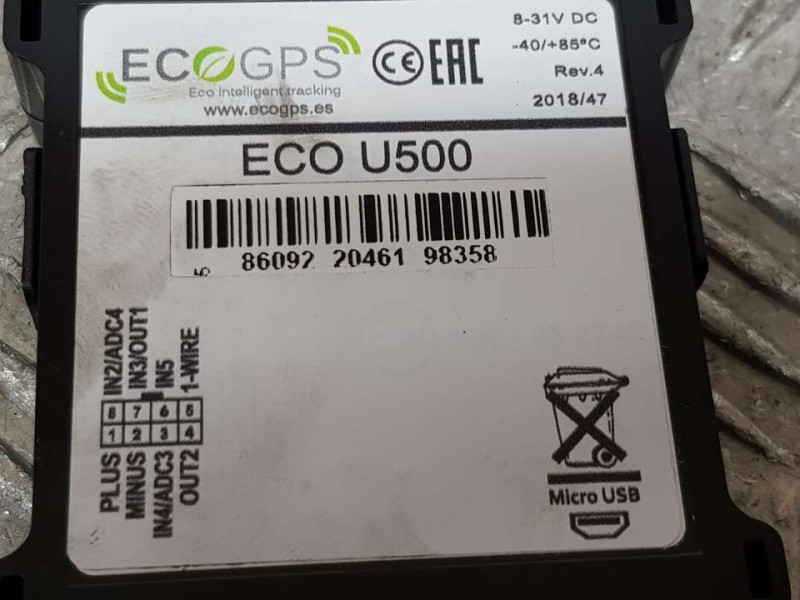 ECOGPS
Eco intelligent tracking
www.ecogps.es
CE EAC
8-31V DC
-40/+85°C
Rev.4
2018/47
ECO U500
86092 20461 98358
IN2/ADC4
IN3/OUT1
IN5
1-WIRE
8 7 6 5
1 2 3 4
PLUS
MINUS
IN4/ADC3
OUT2
Micro USB